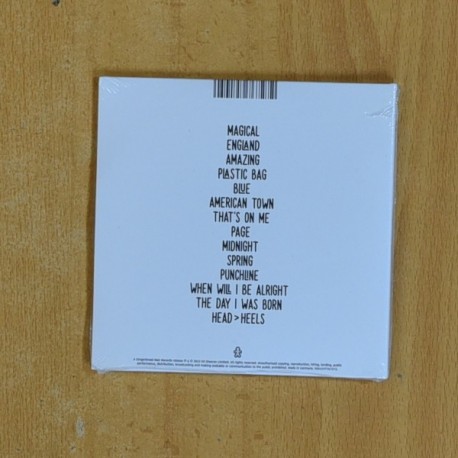 MAGICAL
ENGLAND
AMAZING
PLASTIC BAG
BLUE
AMERICAN TOWN
THAT'S ON ME
PAGE
MIDNIGHT
SPRING
PUNCHLINE
WHEN WILL I BE ALRIGHT
THE DAY I WAS BORN
HEAD > HEELS